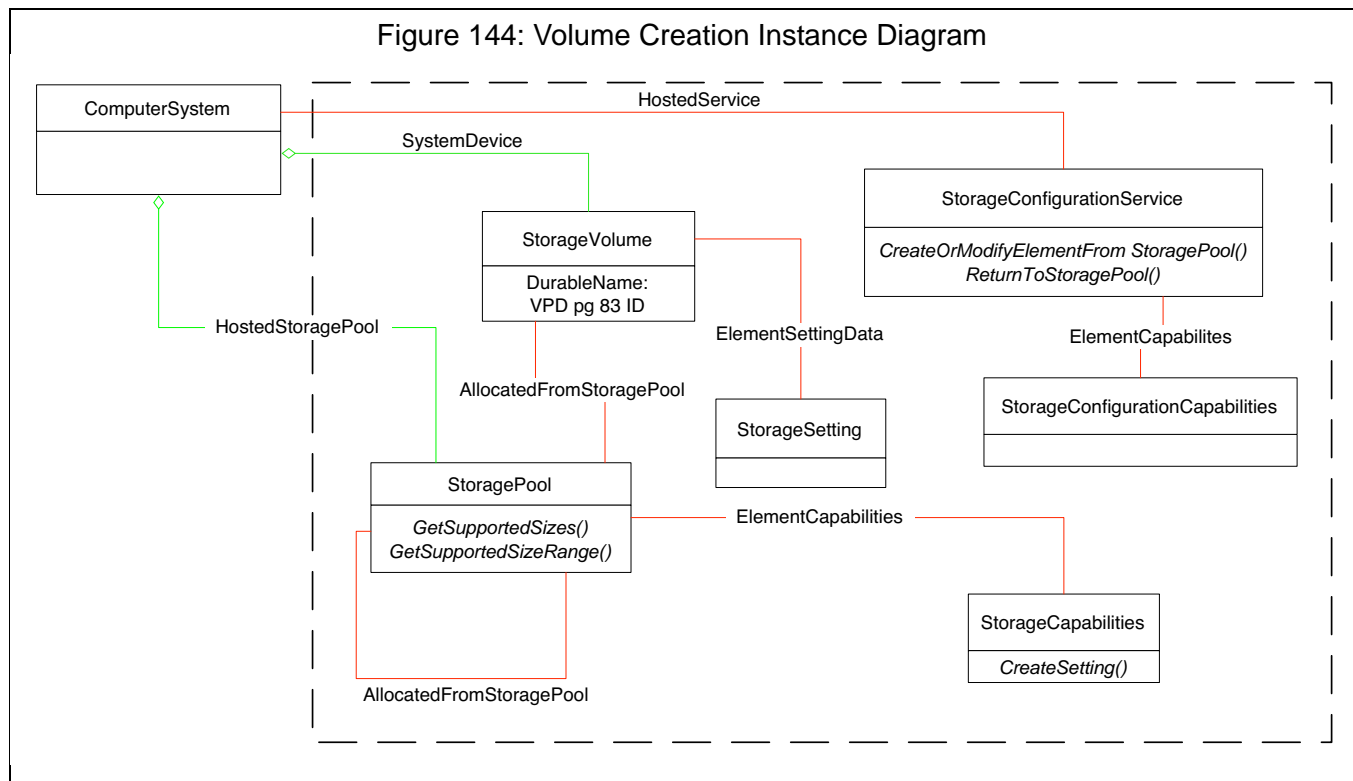 Figure 144: Volume Creation Instance Diagram
ComputerSystem
HostedService
SystemDevice
StorageConfigurationService
CreateOrModifyElementFrom StoragePool()
ReturnToStoragePool()
StorageVolume
DurableName:
VPD pg 83 ID
HostedStoragePool
ElementSettingData
ElementCapabilites
AllocatedFromStoragePool
StorageConfigurationCapabilities
StorageSetting
StoragePool
GetSupportedSizes()
GetSupportedSizeRange()
ElementCapabilities
StorageCapabilities
CreateSetting()
AllocatedFromStoragePool